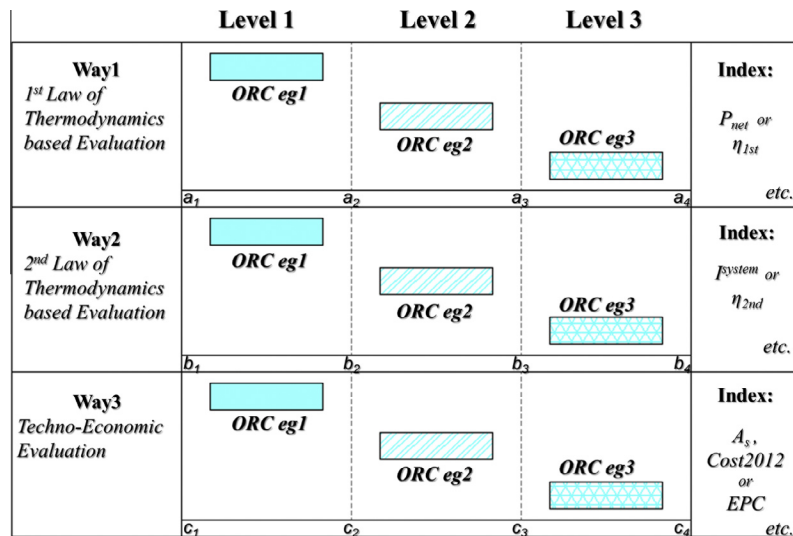 Level 1 Level 2 Level 3
Way1
1st Law of
Thermodynamics
based Evaluation
ORC eg1
ORC eg2
ORC eg3
a1 a2 a3 a4
Index:
Pnet or
η1st
etc.
Way2
2nd Law of
Thermodynamics
based Evaluation
ORC eg1
ORC eg2
ORC eg3
b1 b2 b3 b4
Index:
Isystem or
η2nd
etc.
Way3
Techno-Economic
Evaluation
ORC eg1
ORC eg2
ORC eg3
c1 c2 c3 c4
Index:
As ,
Cost2012
or
EPC
etc.